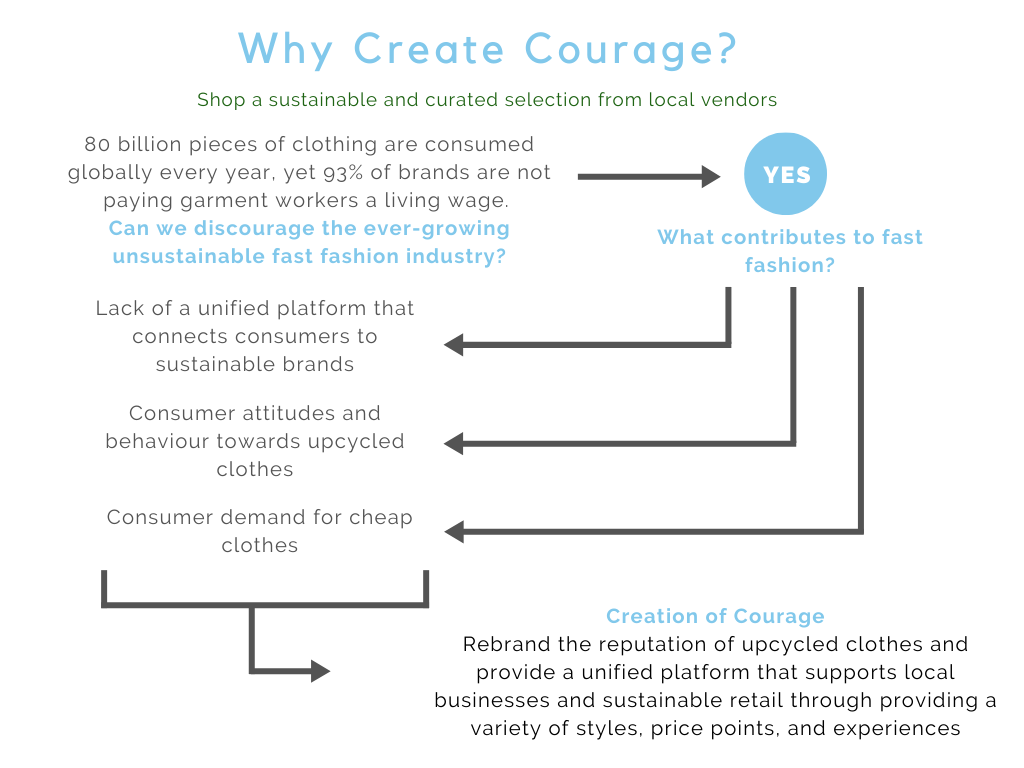 Why Create Courage?
Shop a sustainable and curated selection from local vendors
80 billion pieces of clothing are consumed
globally every year, yet 93% of brands are not
paying garment workers a living wage.
Can we discourage the ever-growing
unsustainable fast fashion industry?
YES
What contributes to fast
fashion?
Lack of a unified platform that
connects consumers to
sustainable brands
Consumer attitudes and
behaviour towards upcycled
clothes
Consumer demand for cheap
clothes
Creation of Courage
Rebrand the reputation of upcycled clothes and
provide a unified platform that supports local
businesses and sustainable retail through providing a
variety of styles, price points, and experiences